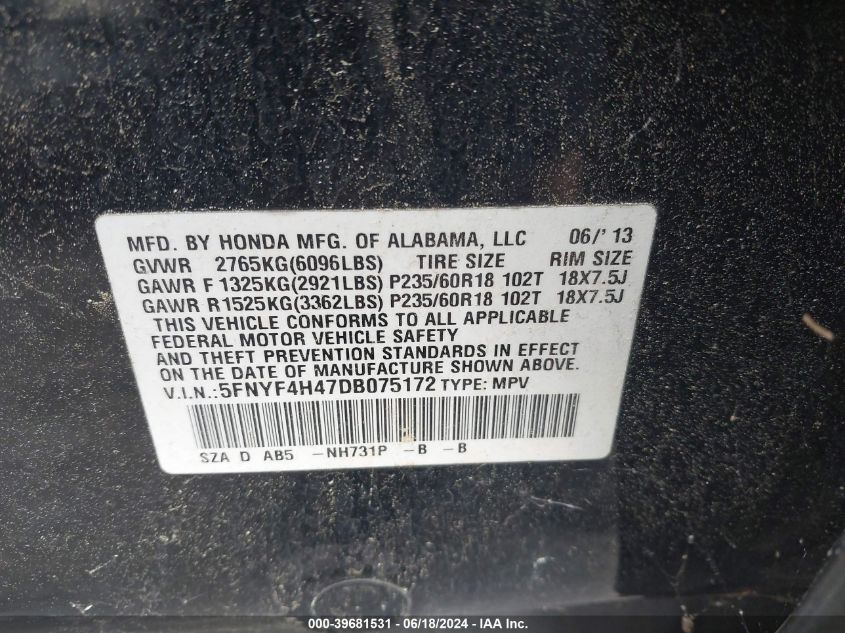 MFD. BY HONDA MFG. OF ALABAMA, LLC 06/' 13
GVWR 2765KG(6096LBS) TIRE SIZE RIM SIZE
GAWR F 1325KG(2921LBS) P235/60R18 102T 18X7.5J
GAWR R1525KG(3362LBS) P235/60R18 102T 18X7.5J
THIS VEHICLE CONFORMS TO ALL APPLICABLE
FEDERAL MOTOR VEHICLE SAFETY
AND THEFT PREVENTION STANDARDS IN EFFECT
ON THE DATE OF MANUFACTURE SHOWN ABOVE.
V.I.N.:5FNYF4H47DB075172 TYPE: MPV
SZA D AB5 -NH731P -B -B
000-39681531 - 06/18/2024 - IAA Inc.